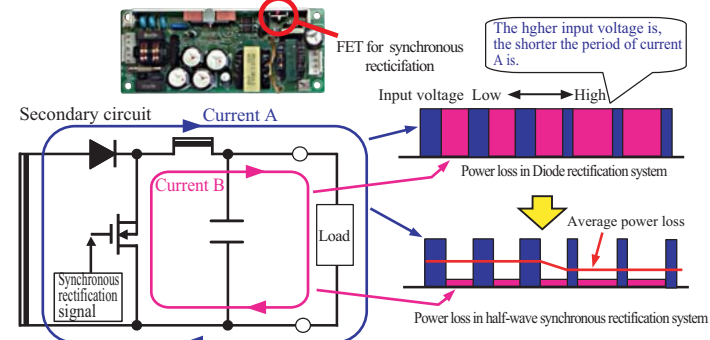 FET for synchronous
recticifation
The hgher input voltage is,
the shorter the period of current
A is.
Input voltage Low High
Secondary circuit
Current A
Power loss in Diode rectification system
Current B
Average power loss
Load
Synchronous
rectification
signal
Power loss in half-wave synchronous rectification system